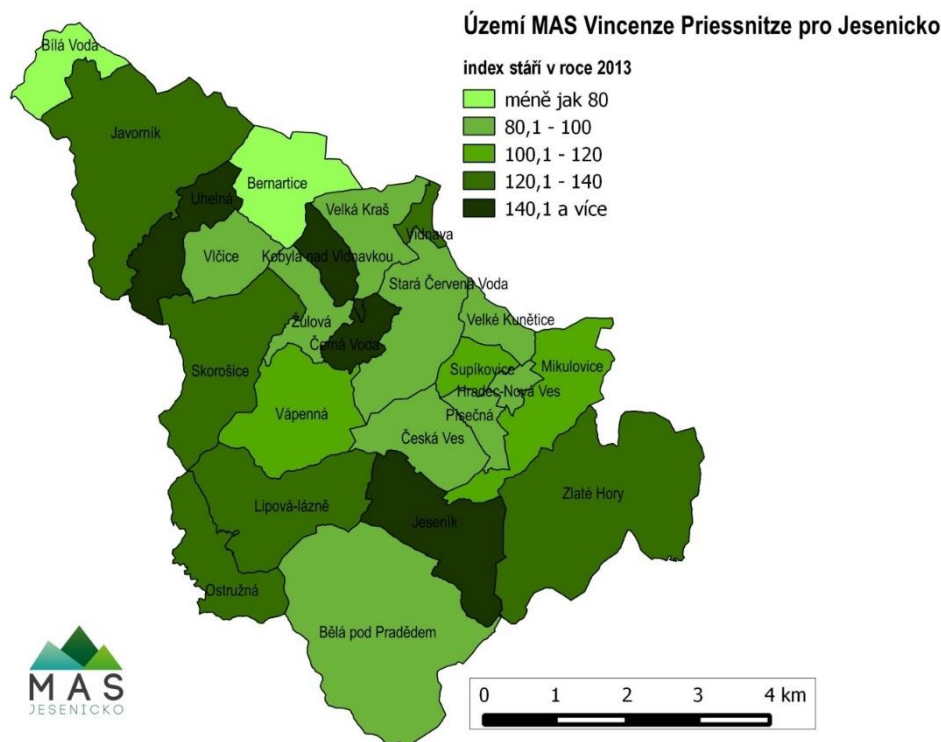 Území MAS Vincenze Priessnitze pro Jesenicko
index stáří v roce 2013
méně jak 80
80,1 - 100
100,1 - 120
120,1 - 140
140,1 a více
Bílá Voda
Javorník
Bernartice
Uhelná
Velká Kraš
Vidnava
Vlčice
Kobylá nad Vidnavkou
Stará Červená Voda
Žulová
Velké Kunětice
Černá Voda
Skorošice
Supíkovice
Mikulovice
Hradec-Nová Ves
Vápenná
Písečná
Česká Ves
Zlaté Hory
Lipová-lázně
Jeseník
Ostružná
Bělá pod Pradědem
MAS
JESENICKO
0 1 2 3 4 km